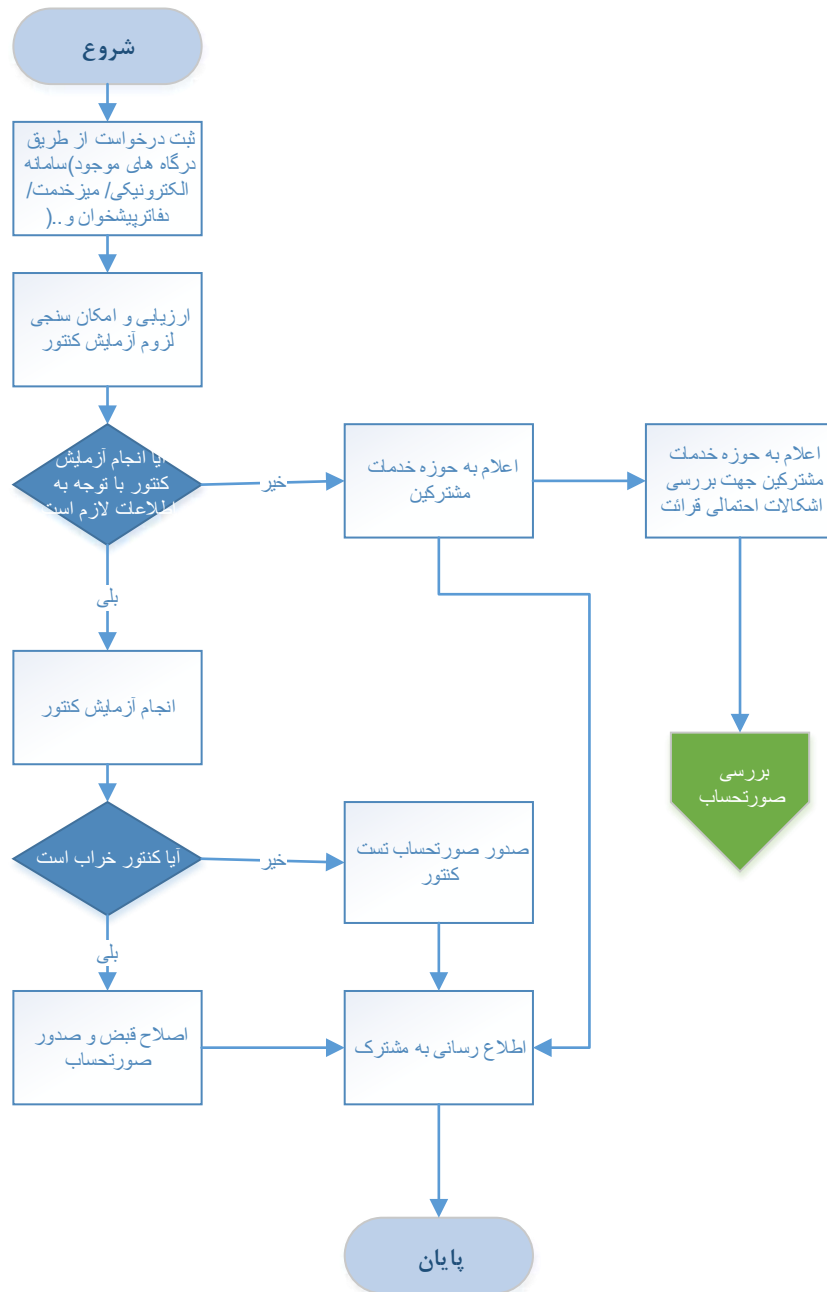 شروع
ثبت درخواست از طریق
درگاه های موجود)سامانه
الکترونیکی/ میزخدمت/
دفاترپیشخوان و..(
ارزیابی و امکان سنجی
لزوم آزمایش کنتور
آیا انجام آزمایش
کنتور با توجه به
اطلاعات لازم است
خیر
اعلام به حوزه خدمات
مشترکین
اعلام به حوزه خدمات
مشترکین جهت بررسی
اشکالات احتمالی قرائت
بلی
انجام آزمایش کنتور
بررسی
صورتحساب
آیا کنتور خراب است
خیر
صدور صورتحساب تست
کنتور
بلی
اصلاح قبض و صدور
صورتحساب
اطلاع رسانی به مشترک
پایان